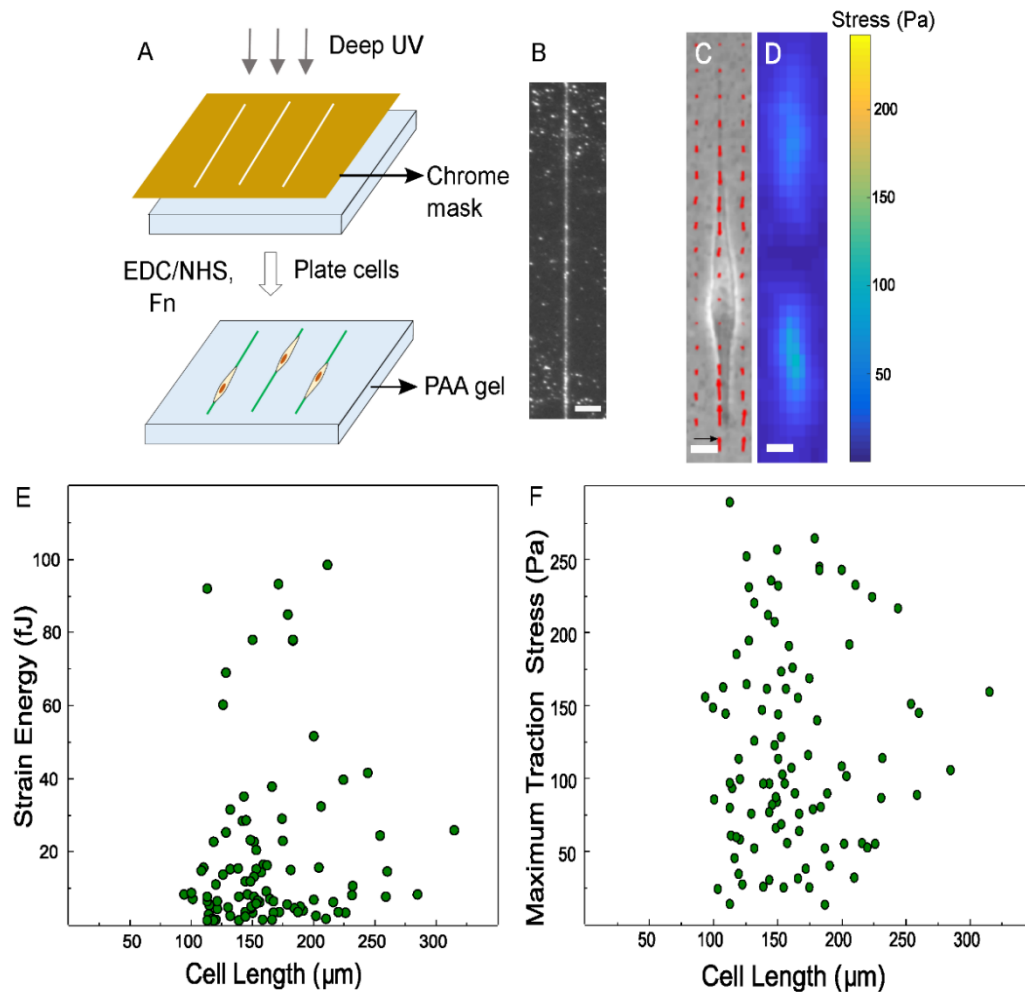 A
Deep UV
Chrome
mask
EDC/NHS,
Fn
Plate cells
PAA gel
B
C
D
Stress (Pa)
200
150
100
50
E
Strain Energy (fJ)
100
80
60
40
20
50
100
150
200
250
300
Cell Length (µm)
F
Maximum Traction Stress (Pa)
250
200
150
100
50
50
100
150
200
250
300
Cell Length (µm)